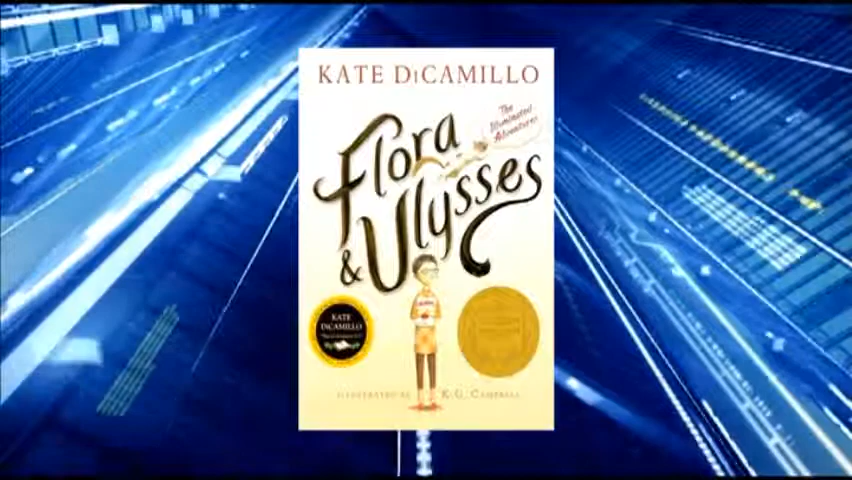 KATE DiCAMILLO
The
Illuminated
Adventures
Flora
& Ulysses
KATE
DiCAMILLO
ILLUSTRATED BY K. G. CAMPBELL